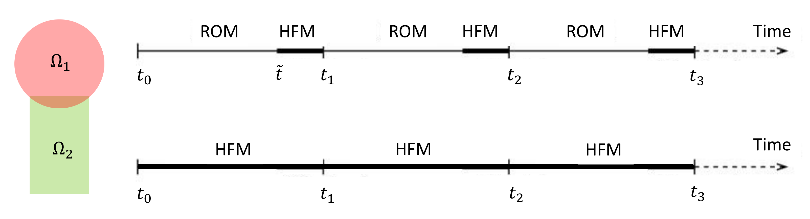 ROM HFM ROM HFM ROM HFM Time
Ω₁
t₀ t̃ t₁ t₂ t₃
HFM HFM HFM Time
Ω₂
t₀ t₁ t₂ t₃